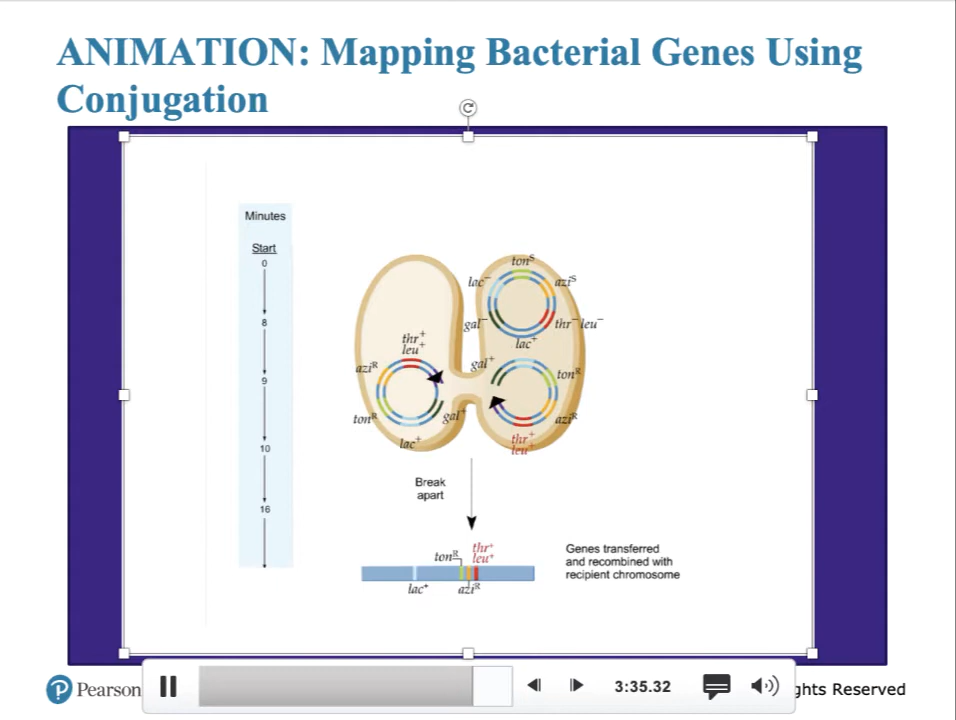 ANIMATION: Mapping Bacterial Genes Using
Conjugation
Minutes
Start
0
8
9
10
16
tonS
lac⁻
aziS
gal⁻
thr⁻ leu⁻
lac⁺
thr⁺
leu⁺
aziR
gal⁺
tonR
tonR
gal⁺
aziR
lac⁺
thr⁺
leu⁺
Break
apart
tonR
thr⁺
leu⁺
lac⁺
aziR
Genes transferred
and recombined with
recipient chromosome
P Pearson
3:35.32
ghts Reserved